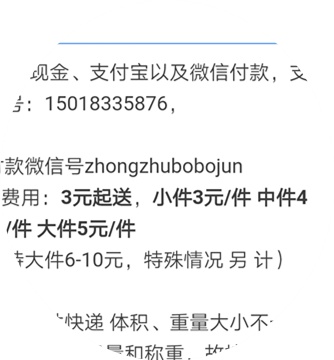 现金、支付宝以及微信付款，支
：15018335876，
付款微信号zhongzhubobojun
费用：3元起送，小件3元/件 中件4
/件 大件5元/件
大件6-10元，特殊情况 另 计）
快递 体积、重量大小不
量和称重，故